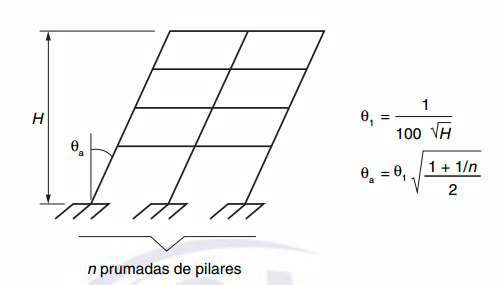 H
θa
θ1 = 1 / (100 √H)
θa = θ1 √((1 + 1/n) / 2)
n prumadas de pilares